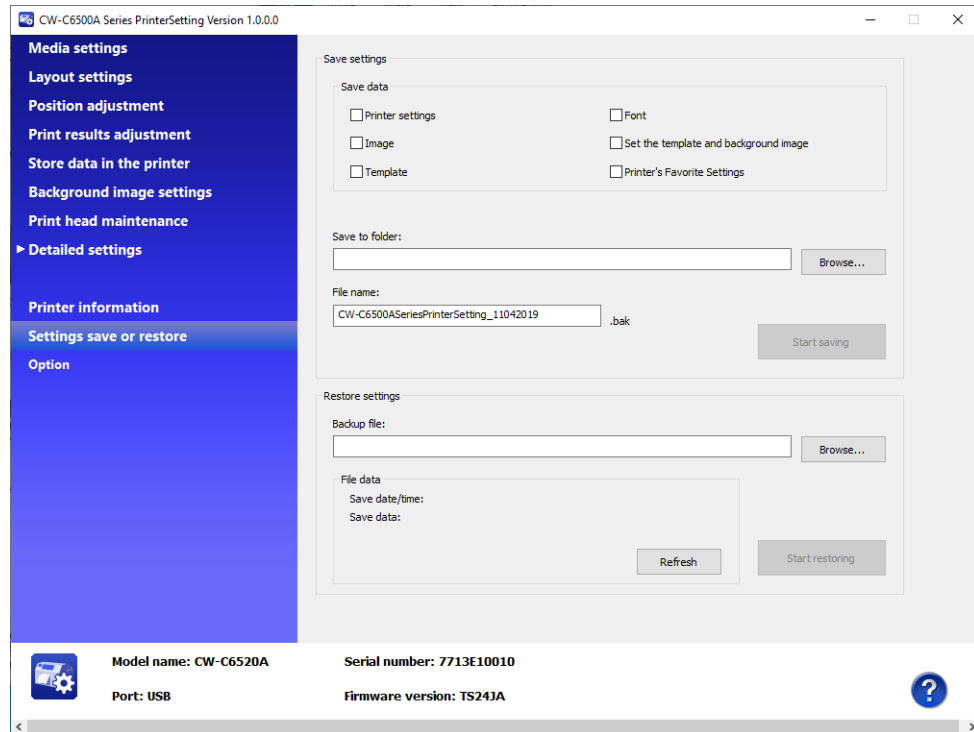 CW-C6500A Series PrinterSetting Version 1.0.0.0
Media settings
Layout settings
Position adjustment
Print results adjustment
Store data in the printer
Background image settings
Print head maintenance
Detailed settings
Printer information
Settings save or restore
Option
Save settings
Save data
Printer settings
Font
Image
Set the template and background image
Template
Printer's Favorite Settings
Save to folder:
Browse...
File name:
CW-C6500ASeriesPrinterSetting_11042019
.bak
Start saving
Restore settings
Backup file:
Browse...
File data
Save date/time:
Save data:
Refresh
Start restoring
Model name: CW-C6520A
Serial number: 7713E10010
Port: USB
Firmware version: TS24JA
?